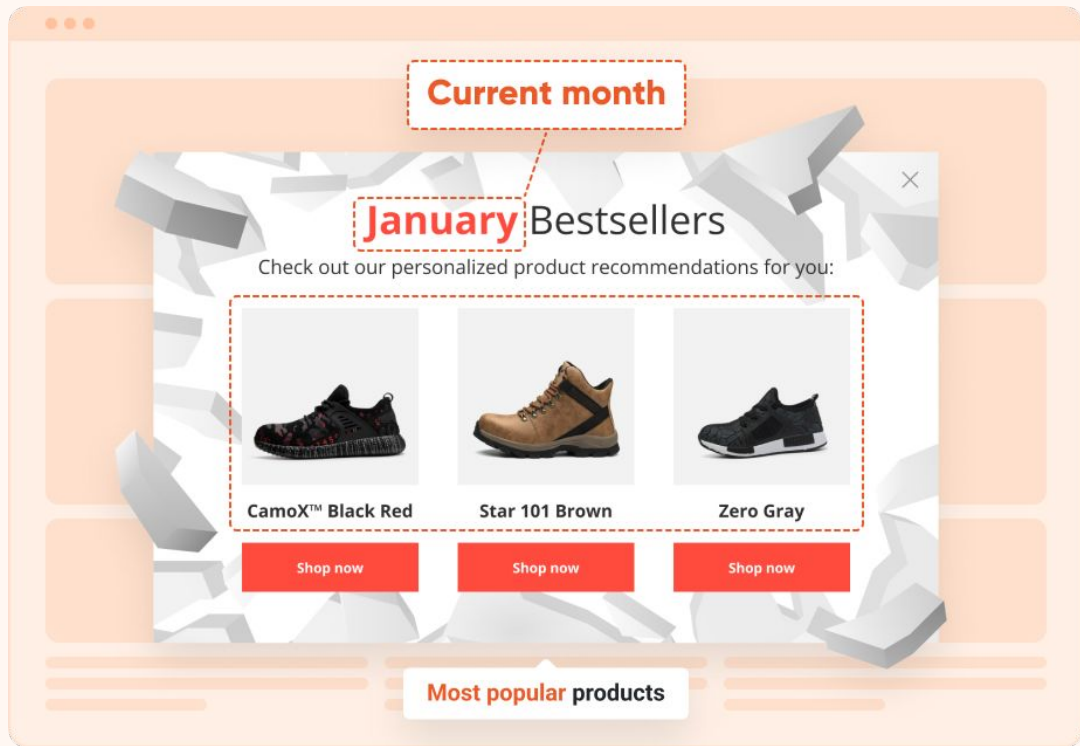 Current month
January Bestsellers
Check out our personalized product recommendations for you:
CamoX™ Black Red
Star 101 Brown
Zero Gray
Shop now
Shop now
Shop now
Most popular products